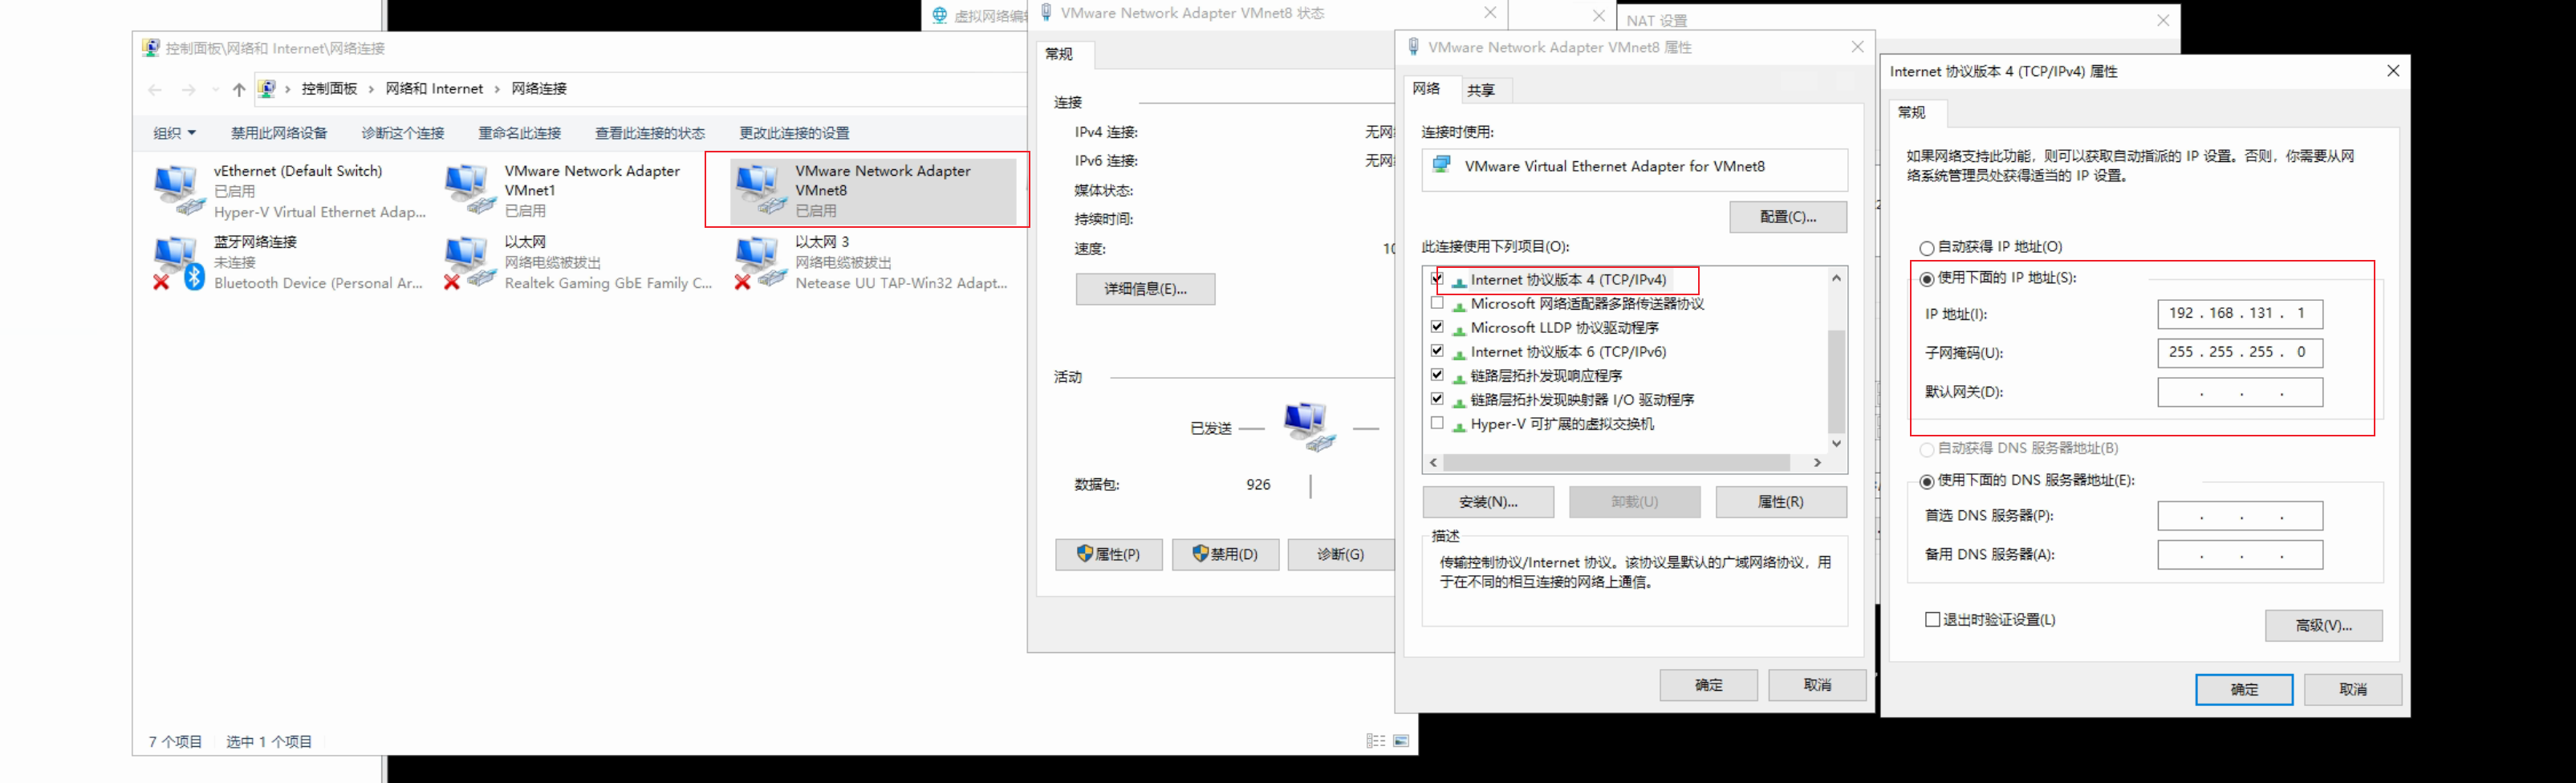 虚拟网络编辑
控制面板\网络和 Internet\网络连接
控制面板 › 网络和 Internet › 网络连接
组织 禁用此网络设备 诊断这个连接 重命名此连接 查看此连接的状态 更改此连接的设置
vEthernet (Default Switch)
已启用
Hyper-V Virtual Ethernet Adap...
VMware Network Adapter
VMnet1
已启用
VMware Network Adapter
VMnet8
已启用
蓝牙网络连接
未连接
Bluetooth Device (Personal Ar...
以太网
网络电缆被拔出
Realtek Gaming GbE Family C...
以太网 3
网络电缆被拔出
Netease UU TAP-Win32 Adapt...
7 个项目 选中 1 个项目
VMware Network Adapter VMnet8 状态
常规
连接
IPv4 连接: 无网
IPv6 连接: 无网
媒体状态:
持续时间:
速度: 10
详细信息(E)...
活动
已发送
数据包: 926
属性(P) 禁用(D) 诊断(G)
NAT 设置
VMware Network Adapter VMnet8 属性
网络 共享
连接时使用:
VMware Virtual Ethernet Adapter for VMnet8
配置(C)...
此连接使用下列项目(O):
Internet 协议版本 4 (TCP/IPv4)
Microsoft 网络适配器多路传送器协议
Microsoft LLDP 协议驱动程序
Internet 协议版本 6 (TCP/IPv6)
链路层拓扑发现响应程序
链路层拓扑发现映射器 I/O 驱动程序
Hyper-V 可扩展的虚拟交换机
安装(N)... 卸载(U) 属性(R)
描述
传输控制协议/Internet 协议。该协议是默认的广域网络协议，用
于在不同的相互连接的网络上通信。
确定 取消
Internet 协议版本 4 (TCP/IPv4) 属性
常规
如果网络支持此功能，则可以获取自动指派的 IP 设置。否则，你需要从网
络系统管理员处获得适当的 IP 设置。
自动获得 IP 地址(O)
使用下面的 IP 地址(S):
IP 地址(I): 192 . 168 . 131 . 1
子网掩码(U): 255 . 255 . 255 . 0
默认网关(D): . . .
自动获得 DNS 服务器地址(B)
使用下面的 DNS 服务器地址(E):
首选 DNS 服务器(P): . . .
备用 DNS 服务器(A): . . .
退出时验证设置(L)
高级(V)...
确定 取消